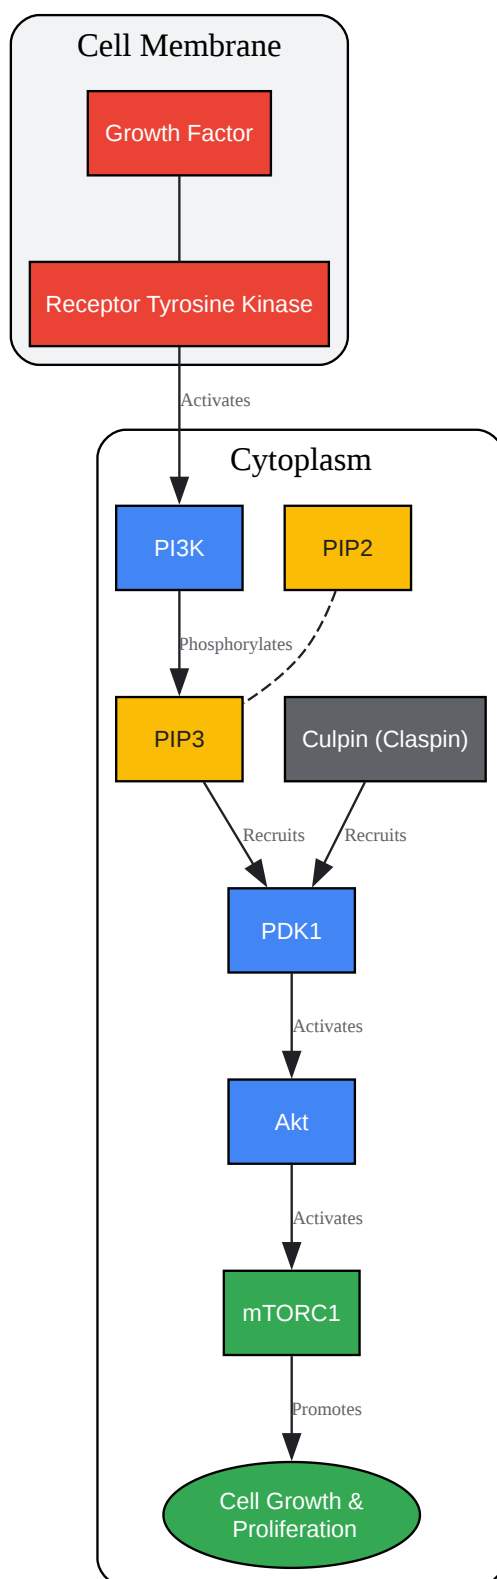 Cell Membrane
Growth Factor
Receptor Tyrosine Kinase
Activates
Cytoplasm
PI3K
PIP2
Phosphorylates
PIP3
Culpin (Claspin)
Recruits
Recruits
PDK1
Activates
Akt
Activates
mTORC1
Promotes
Cell Growth &
Proliferation